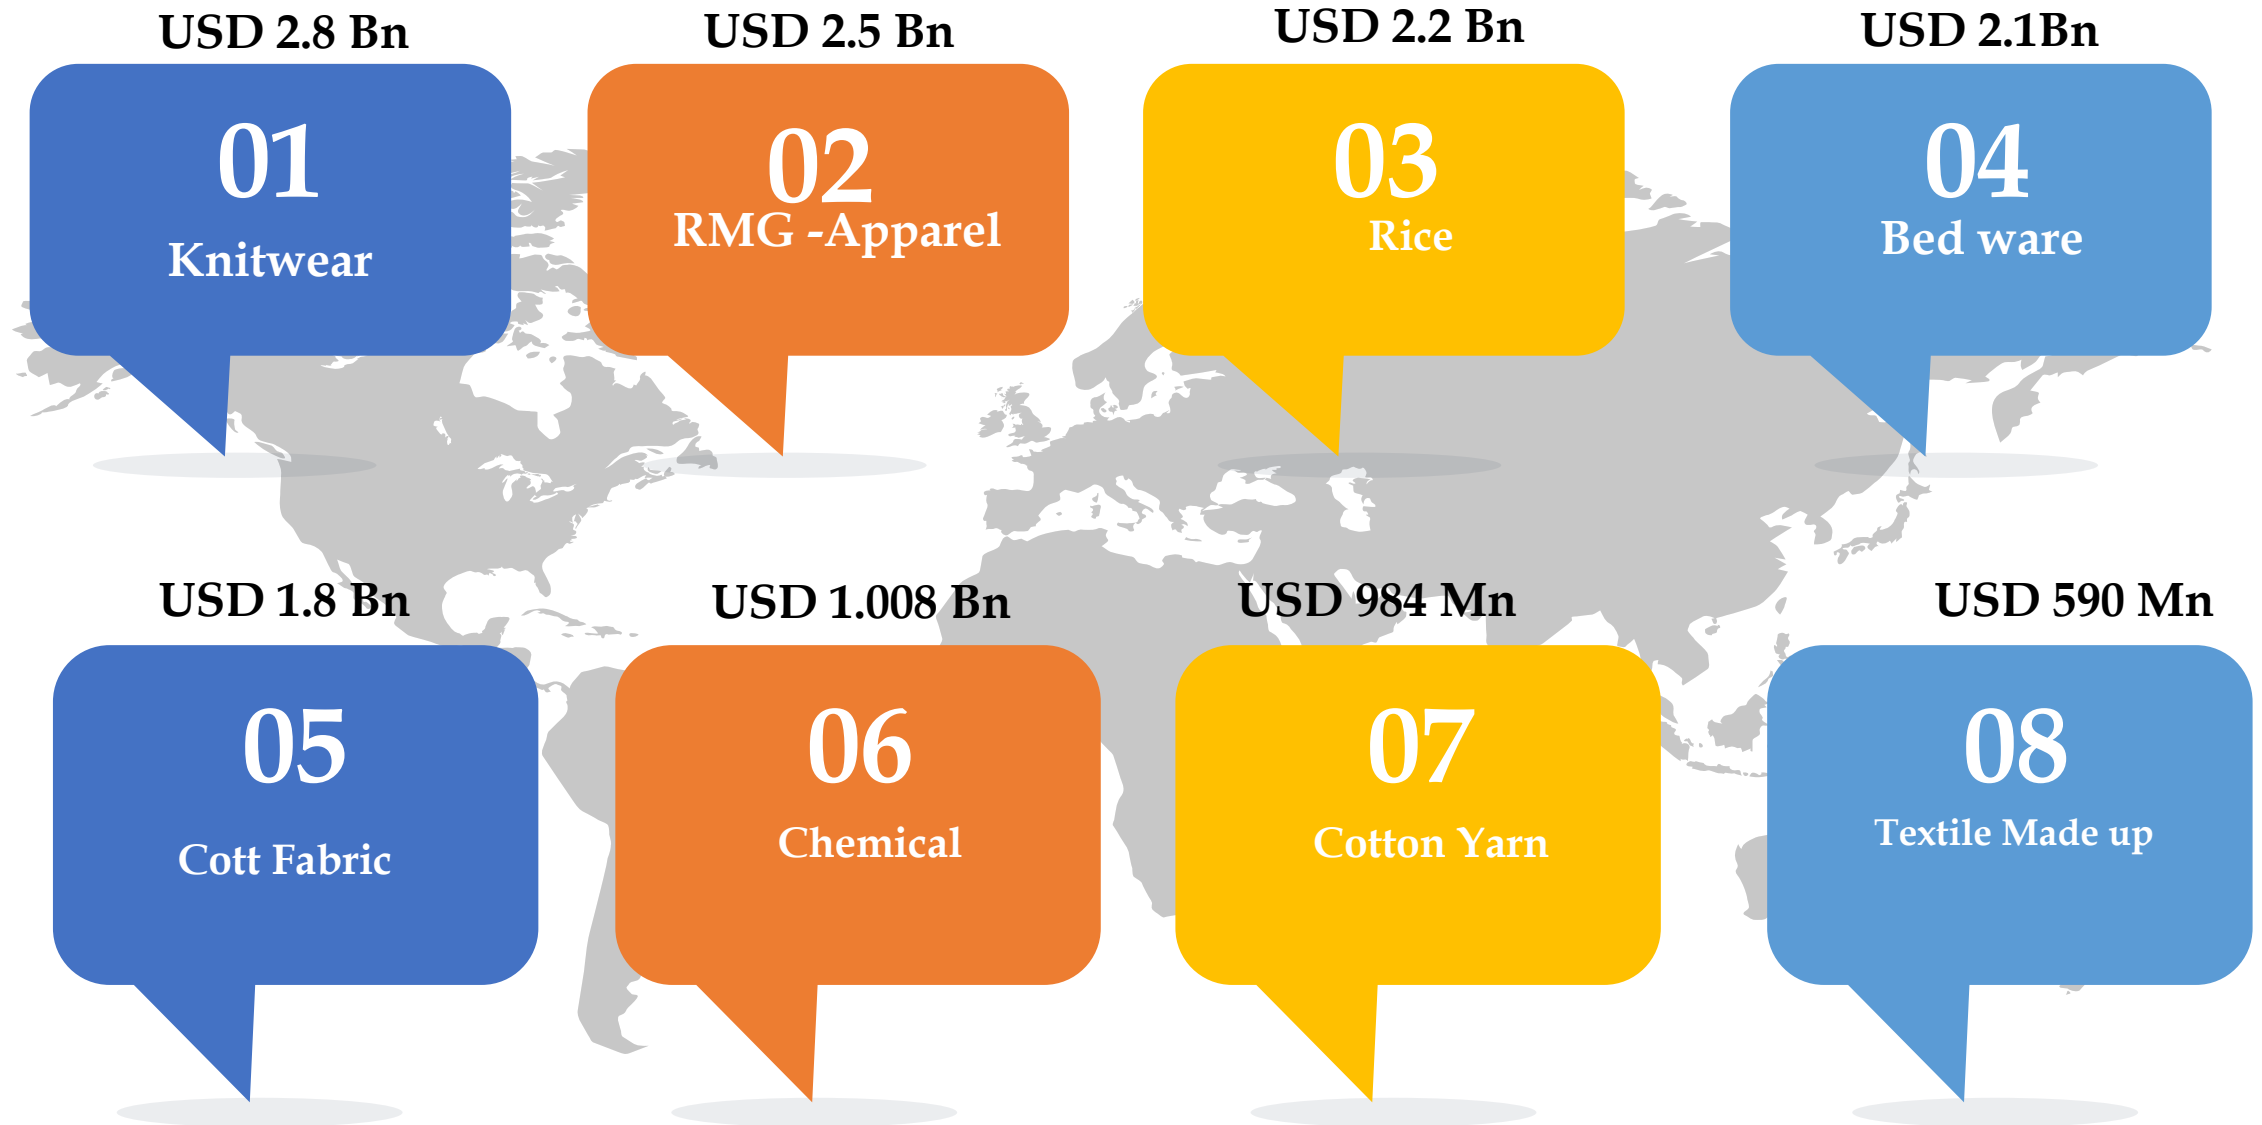 USD 2.8 Bn
USD 2.5 Bn
USD 2.2 Bn
USD 2.1Bn
01
Knitwear
02
RMG -Apparel
03
Rice
04
Bed ware
USD 1.8 Bn
USD 1.008 Bn
USD 984 Mn
USD 590 Mn
05
Cott Fabric
06
Chemical
07
Cotton Yarn
08
Textile Made up